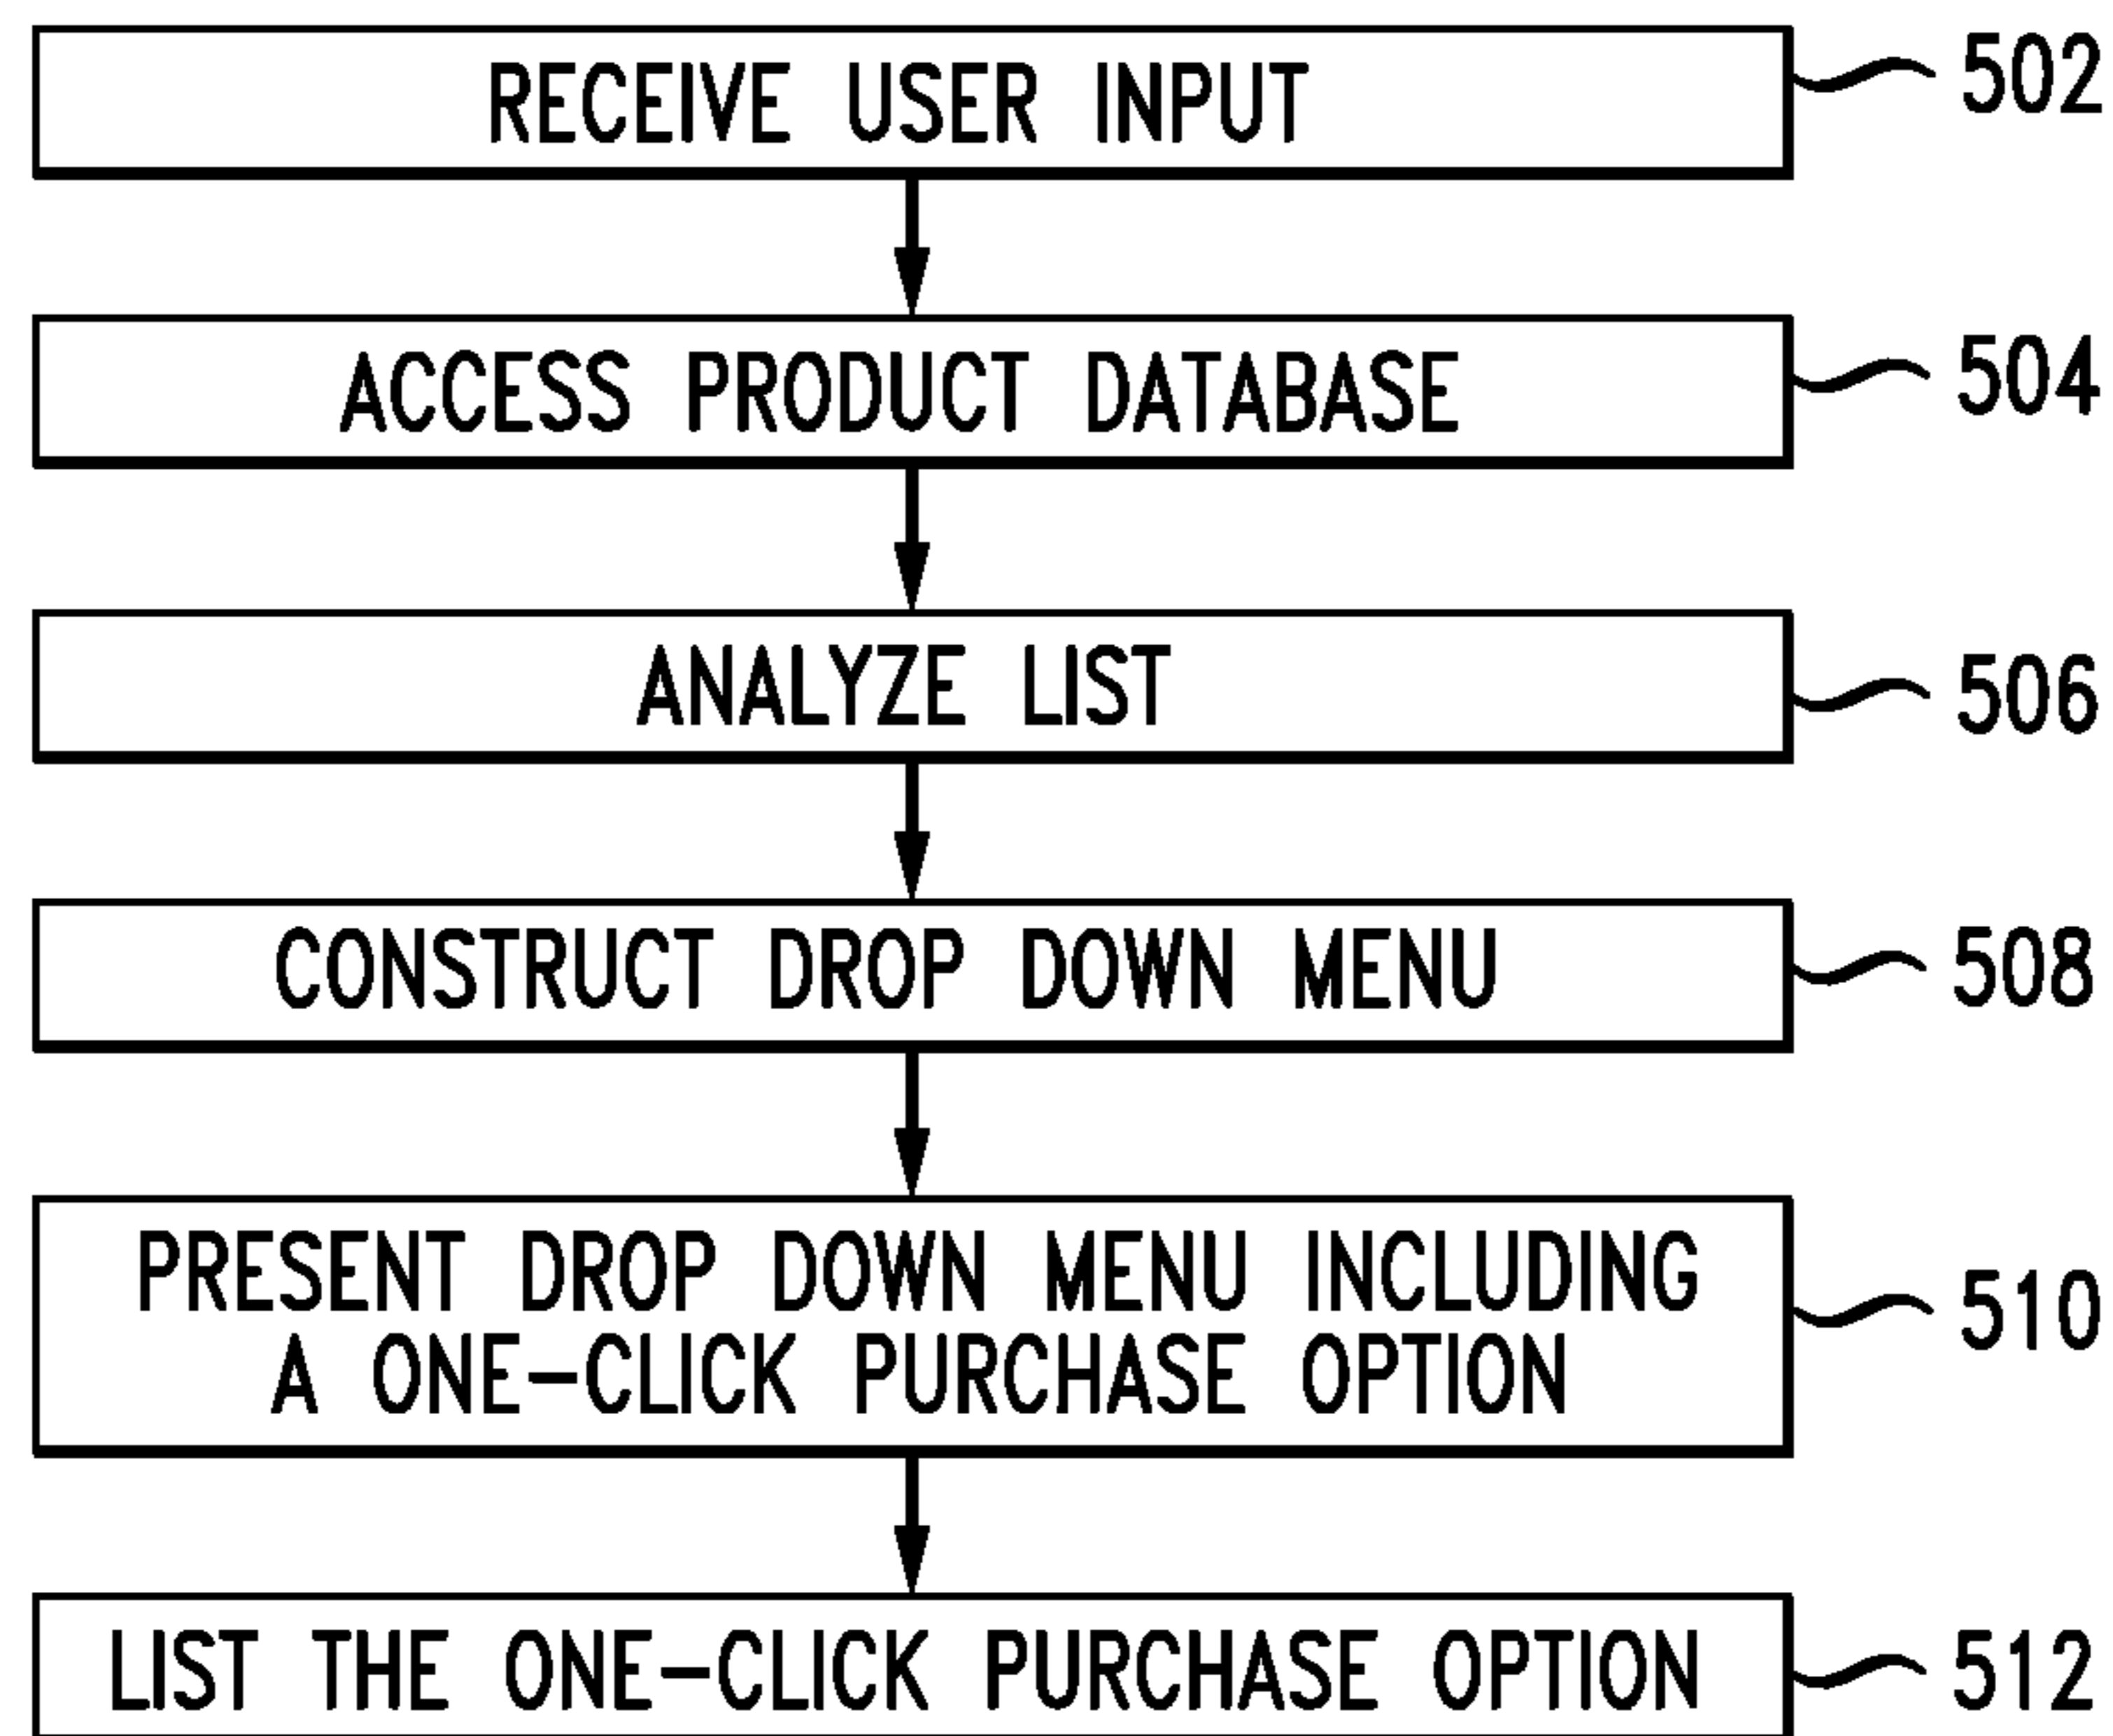 RECEIVE USER INPUT 502
ACCESS PRODUCT DATABASE 504
ANALYZE LIST 506
CONSTRUCT DROP DOWN MENU 508
PRESENT DROP DOWN MENU INCLUDING
A ONE-CLICK PURCHASE OPTION 510
LIST THE ONE-CLICK PURCHASE OPTION 512